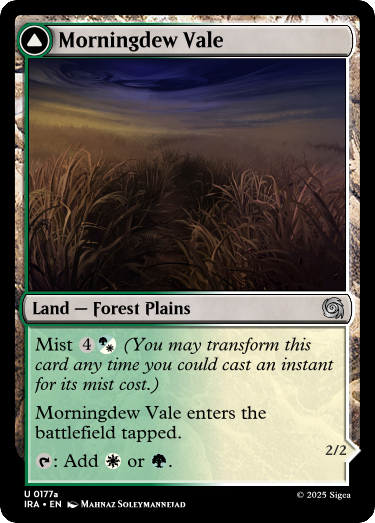 Morningdew Vale
Land — Forest Plains
Mist 4 (You may transform this
card any time you could cast an instant
for its mist cost.)
Morningdew Vale enters the
battlefield tapped.
: Add or .
2/2
U 0177a
IRA • EN Mahnaz Soleymannejad
© 2025 Sigea